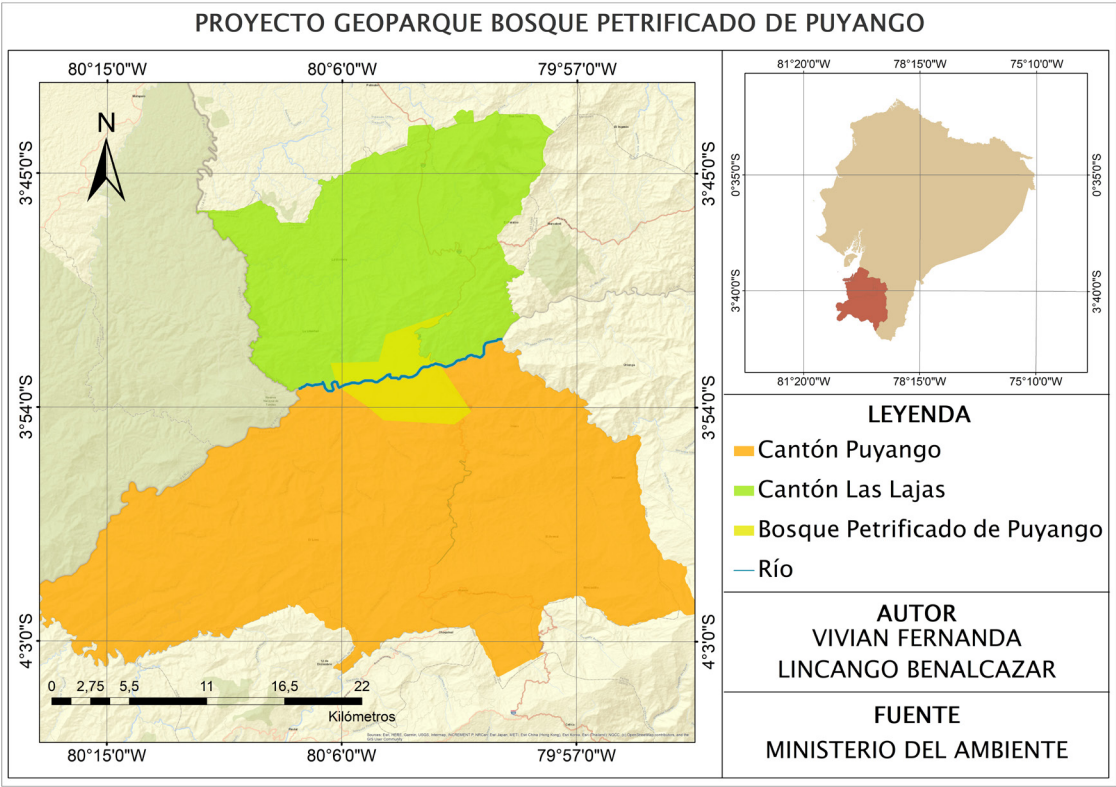 PROYECTO GEOPARQUE BOSQUE PETRIFICADO DE PUYANGO
80°15'0"W 80°6'0"W 79°57'0"W
3°45'0"S 3°45'0"S
3°54'0"S 3°54'0"S
4°3'0"S 4°3'0"S
N
0 2,75 5,5 11 16,5 22
Kilómetros
80°15'0"W 80°6'0"W 79°57'0"W
81°20'0"W 78°15'0"W 75°10'0"W
0°35'0"S 0°35'0"S
3°40'0"S 3°40'0"S
81°20'0"W 78°15'0"W 75°10'0"W
LEYENDA
Cantón Puyango
Cantón Las Lajas
Bosque Petrificado de Puyango
Río
AUTOR
VIVIAN FERNANDA
LINCANGO BENALCAZAR
FUENTE
MINISTERIO DEL AMBIENTE